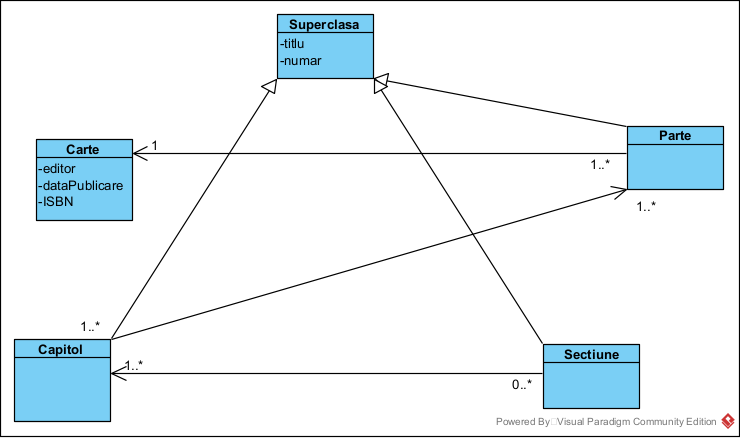 Superclasa
-titlu
-numar
Carte
-editor
-dataPublicare
-ISBN
1
Parte
1..*
1..*
1..*
Capitol
1..*
Sectiune
0..*
Powered By Visual Paradigm Community Edition